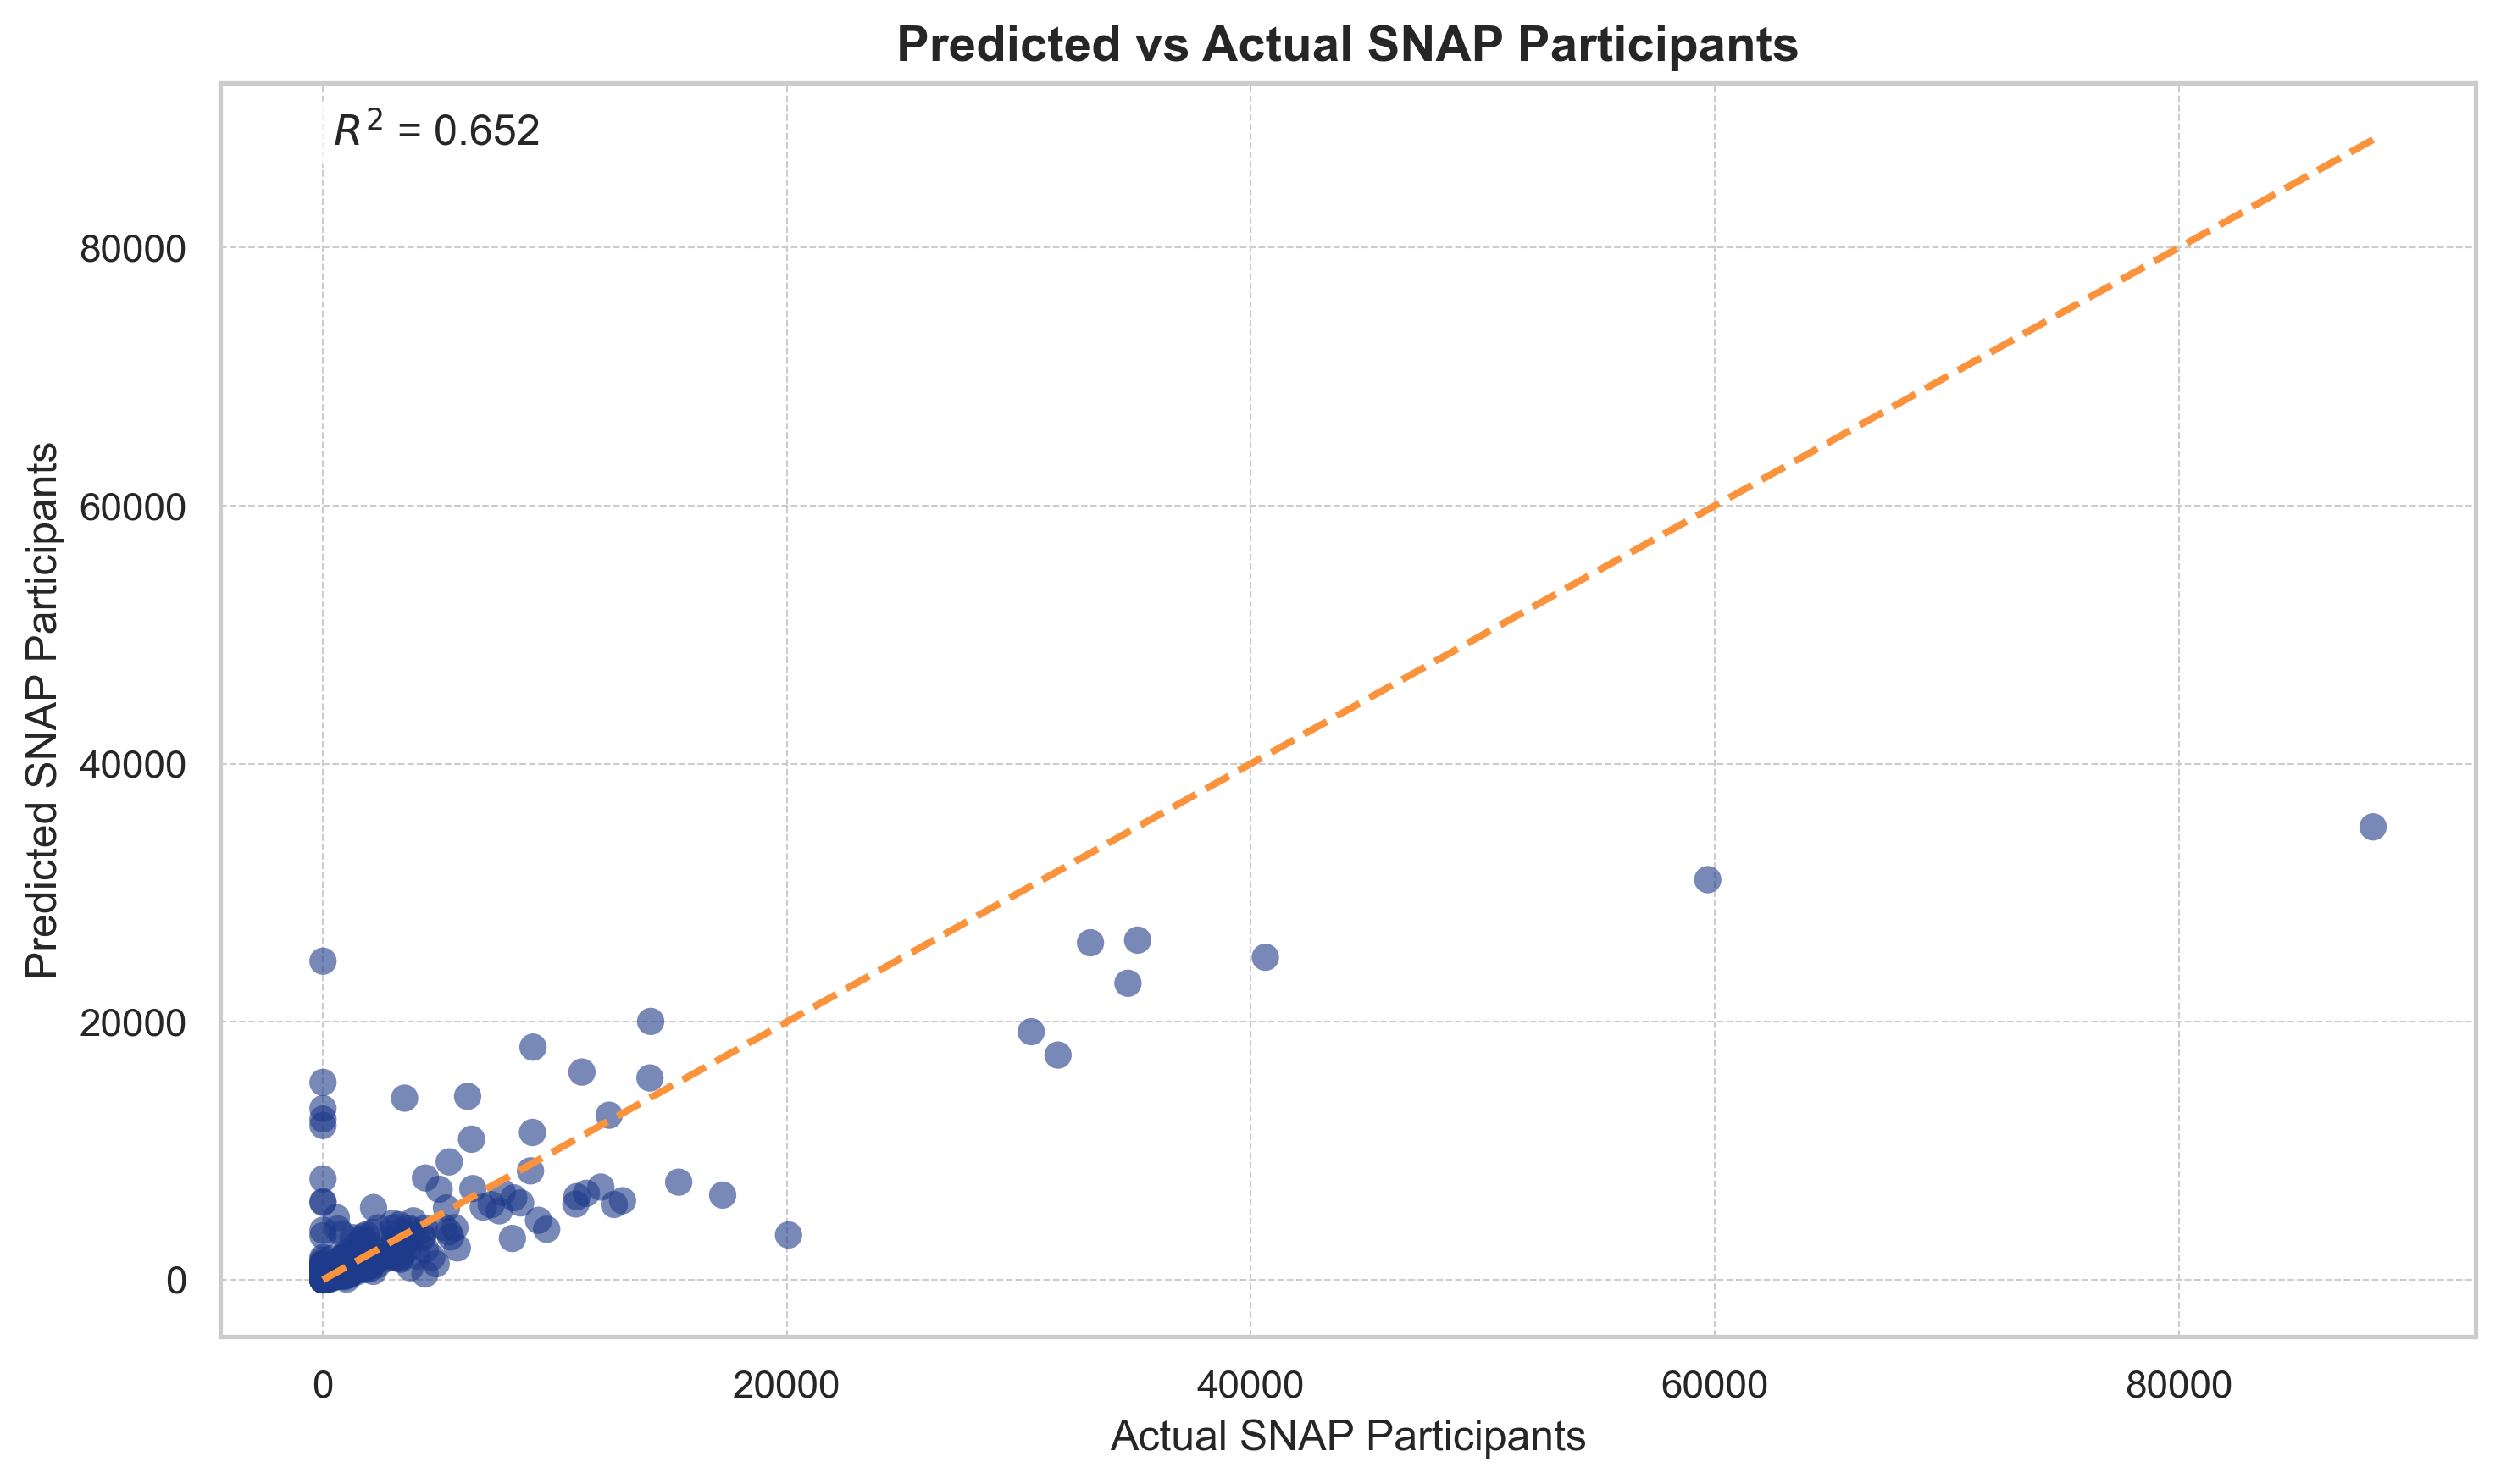 Predicted vs Actual SNAP Participants
R² = 0.652
Predicted SNAP Participants
80000
60000
40000
20000
0
0 20000 40000 60000 80000
Actual SNAP Participants